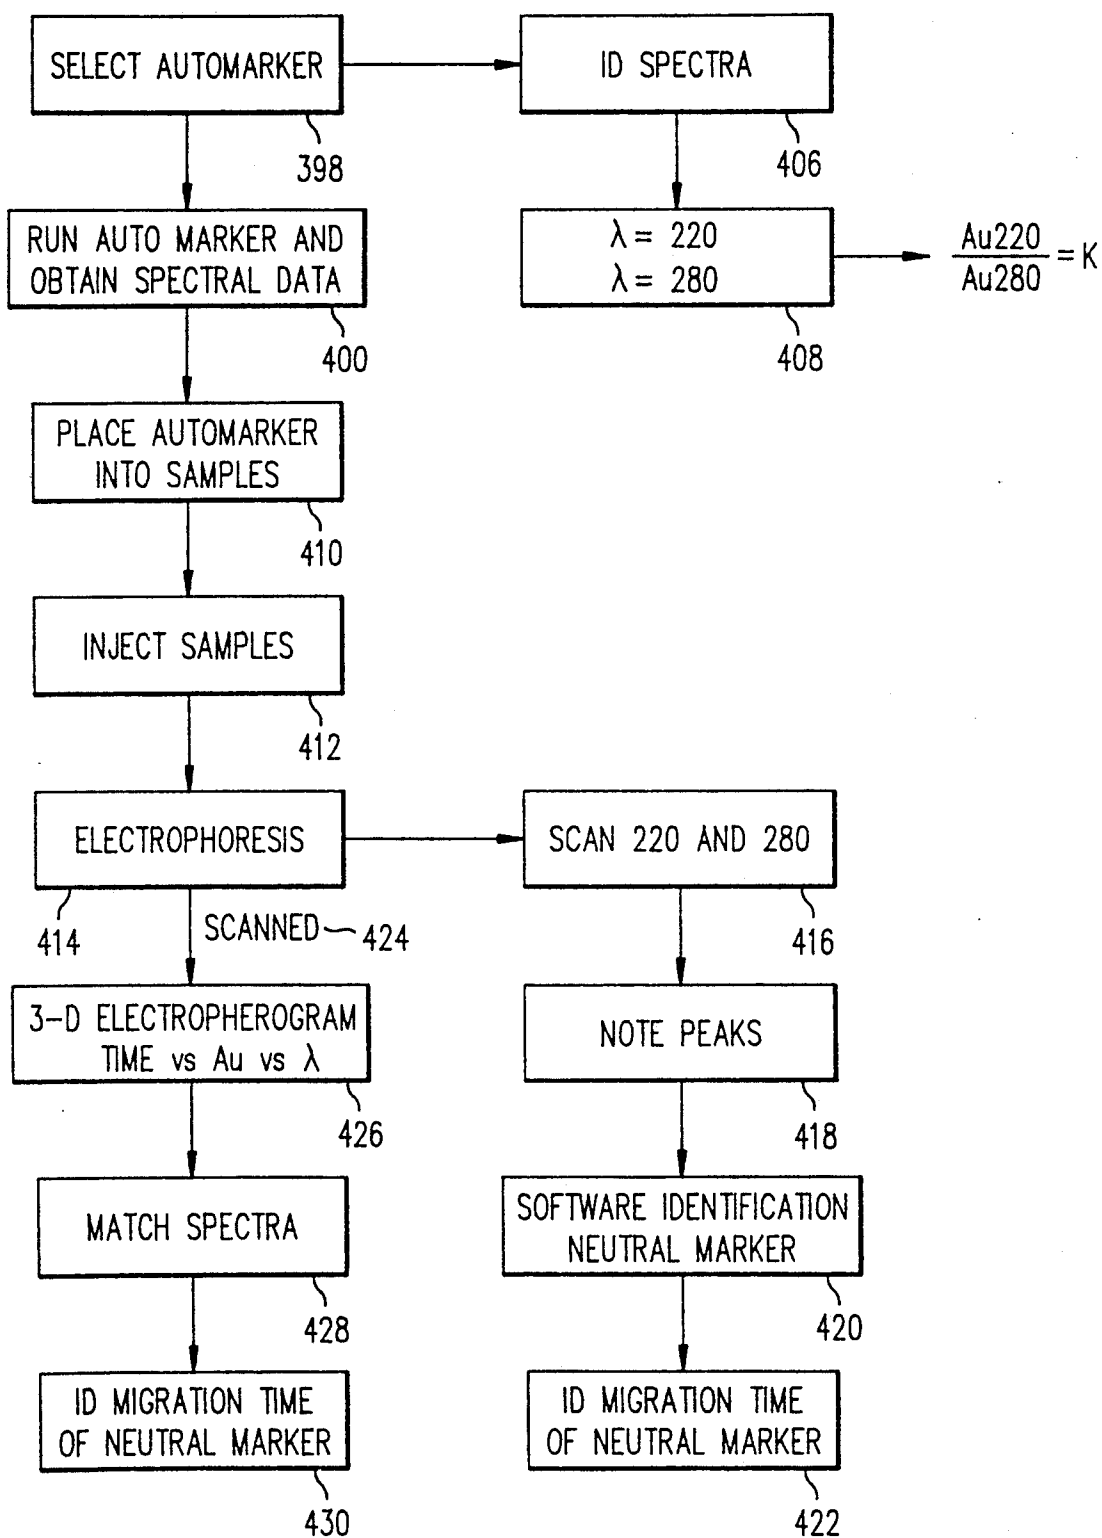 SELECT AUTOMARKER
398
ID SPECTRA
406
RUN AUTO MARKER AND
OBTAIN SPECTRAL DATA
400
λ = 220
λ = 280
408
Au220
Au280
= K
PLACE AUTOMARKER
INTO SAMPLES
410
INJECT SAMPLES
412
ELECTROPHORESIS
414
SCAN 220 AND 280
416
SCANNED
424
3-D ELECTROPHEROGRAM
TIME vs Au vs λ
426
NOTE PEAKS
418
MATCH SPECTRA
428
SOFTWARE IDENTIFICATION
NEUTRAL MARKER
420
ID MIGRATION TIME
OF NEUTRAL MARKER
430
ID MIGRATION TIME
OF NEUTRAL MARKER
422